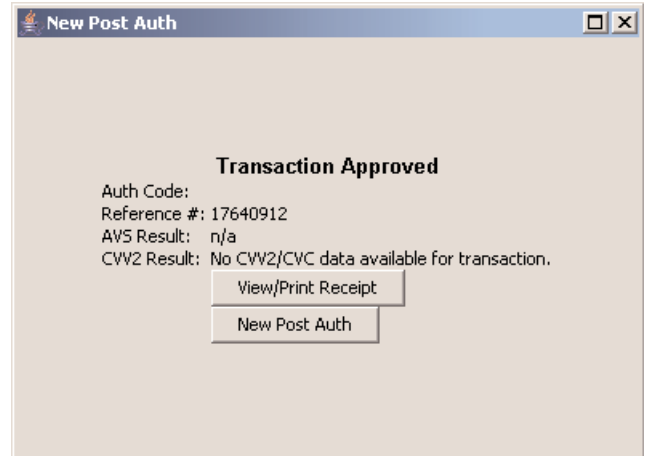 New Post Auth
Transaction Approved
Auth Code:
Reference #: 17640912
AVS Result: n/a
CVV2 Result: No CVV2/CVC data available for transaction.
View/Print Receipt
New Post Auth